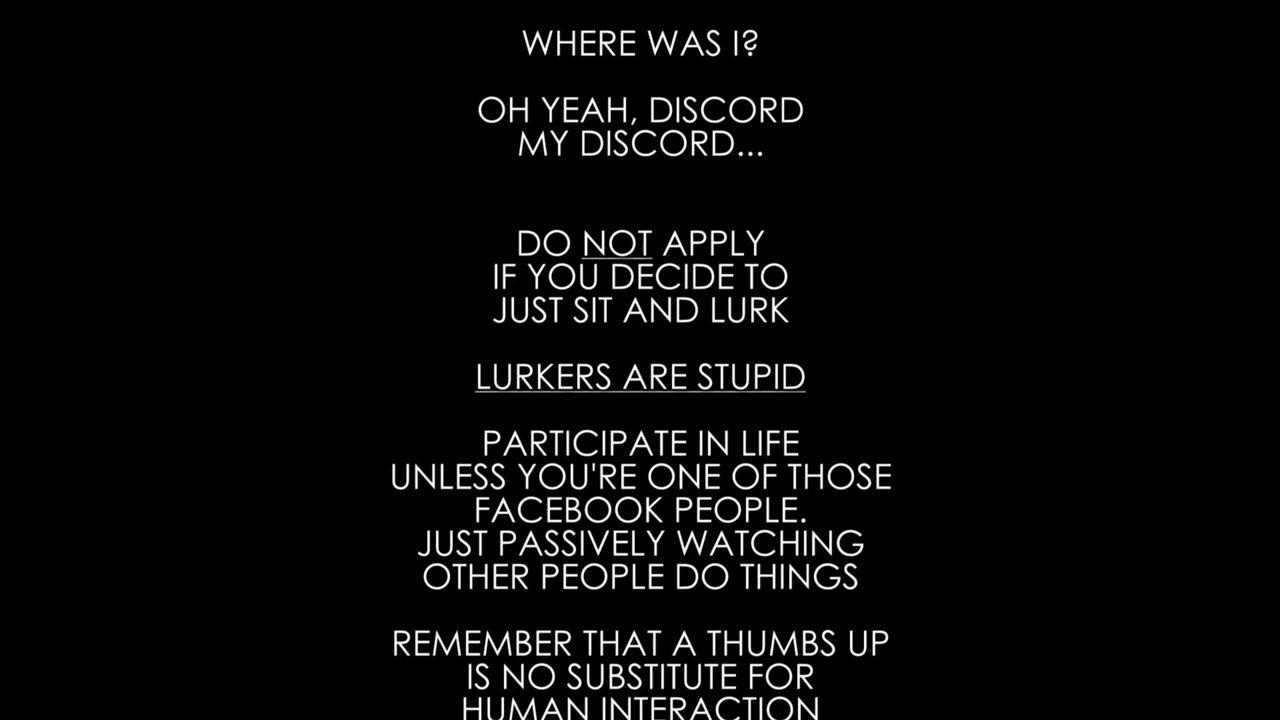 WHERE WAS I?
OH YEAH, DISCORD
MY DISCORD...
DO NOT APPLY
IF YOU DECIDE TO
JUST SIT AND LURK
LURKERS ARE STUPID
PARTICIPATE IN LIFE
UNLESS YOU'RE ONE OF THOSE
FACEBOOK PEOPLE.
JUST PASSIVELY WATCHING
OTHER PEOPLE DO THINGS
REMEMBER THAT A THUMBS UP
IS NO SUBSTITUTE FOR
HUMAN INTERACTION